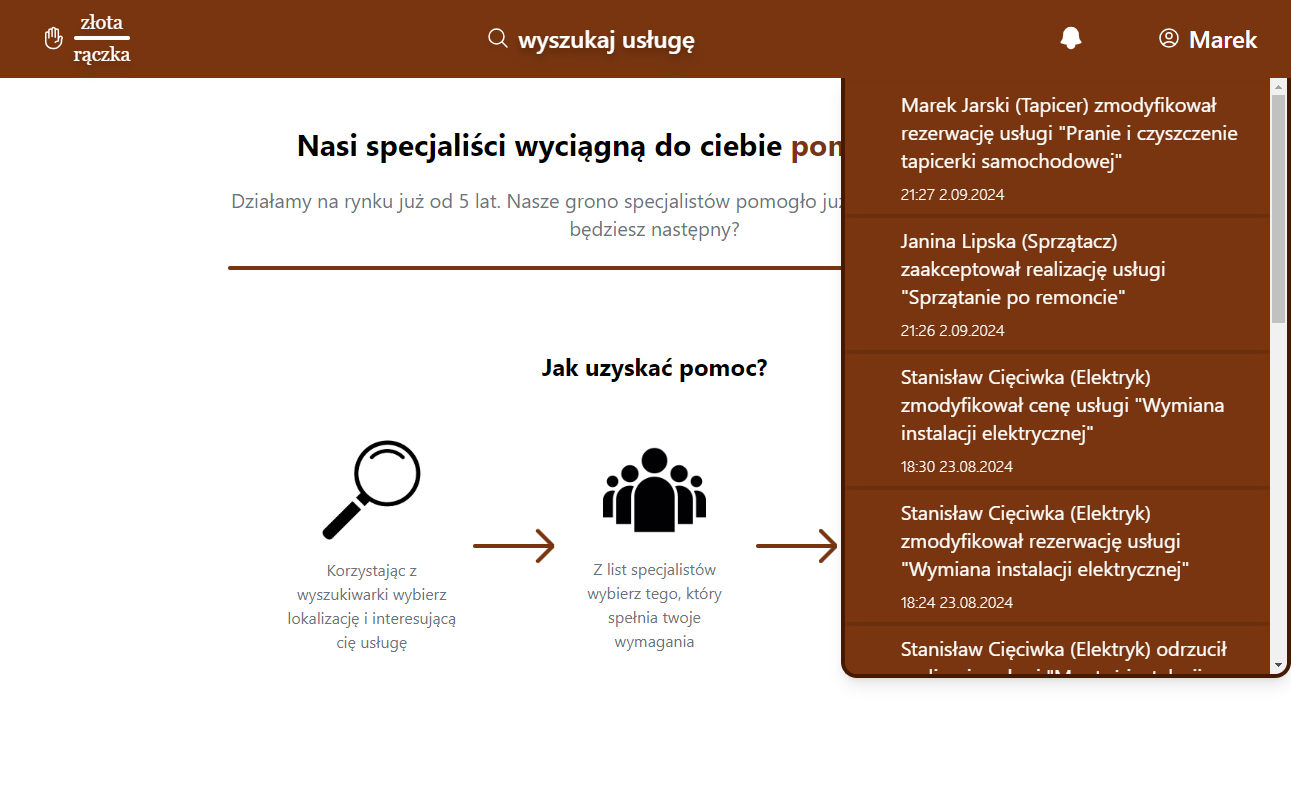 złota
rączka
wyszukaj usługę
Marek
Nasi specjaliści wyciągną do ciebie
Działamy na rynku już od 5 lat. Nasze grono specjalistów pomogło
będziesz następny?
Jak uzyskać pomoc?
Korzystając z
wyszukiwarki wybierz
lokalizację i interesującą
cię usługę
Z list specjalistów
wybierz tego, który
spełnia twoje
wymagania
Marek Jarski (Tapicer) zmodyfikował
rezerwację usługi "Pranie i czyszczenie
tapicerki samochodowej"
21:27 2.09.2024
Janina Lipska (Sprzątacz)
zaakceptował realizację usługi
"Sprzątanie po remoncie"
21:26 2.09.2024
Stanisław Cięciwka (Elektryk)
zmodyfikował cenę usługi "Wymiana
instalacji elektrycznej"
18:30 23.08.2024
Stanisław Cięciwka (Elektryk)
zmodyfikował rezerwację usługi
"Wymiana instalacji elektrycznej"
18:24 23.08.2024
Stanisław Cięciwka (Elektryk) odrzucił